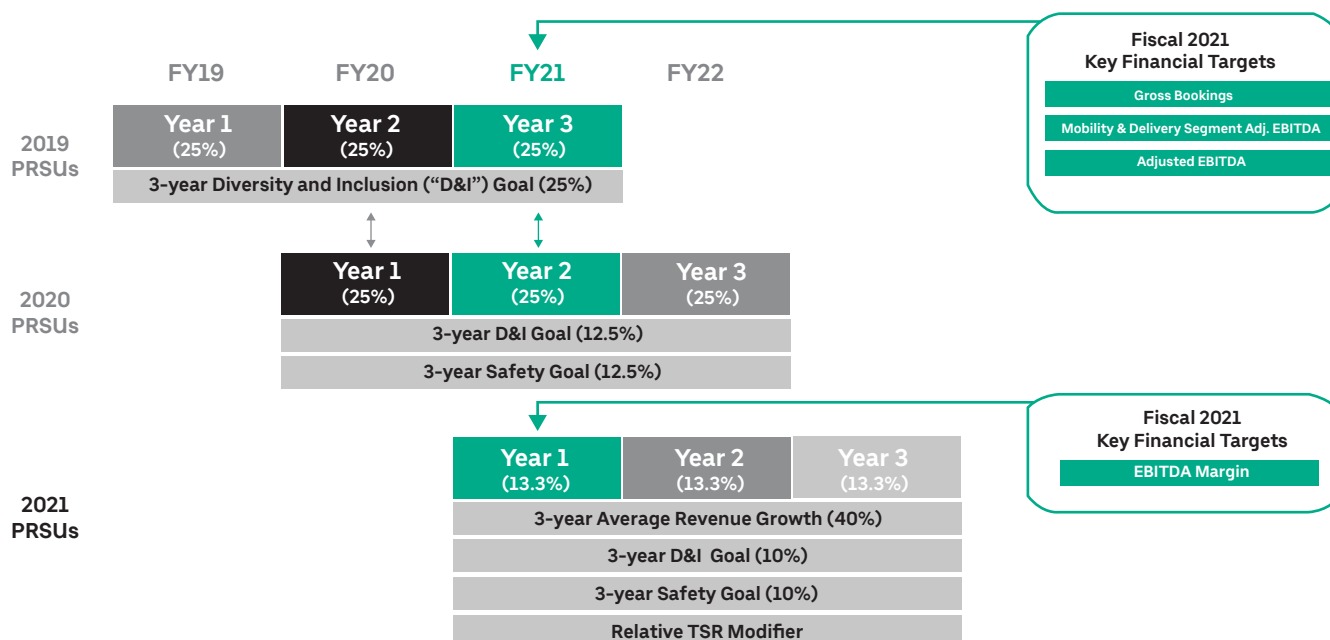 Fiscal 2021
Key Financial Targets
Gross Bookings
Mobility & Delivery Segment Adj. EBITDA
Adjusted EBITDA
FY19
FY20
FY21
FY22
2019
PRSUs
Year 1
(25%)
Year 2
(25%)
Year 3
(25%)
3-year Diversity and Inclusion (“D&I”) Goal (25%)
2020
PRSUs
Year 1
(25%)
Year 2
(25%)
Year 3
(25%)
3-year D&I Goal (12.5%)
3-year Safety Goal (12.5%)
Fiscal 2021
Key Financial Targets
EBITDA Margin
2021
PRSUs
Year 1
(13.3%)
Year 2
(13.3%)
Year 3
(13.3%)
3-year Average Revenue Growth (40%)
3-year D&I Goal (10%)
3-year Safety Goal (10%)
Relative TSR Modifier